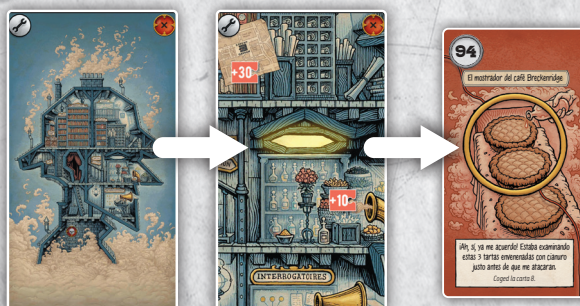 +30
+10
INTERROGATOIRES
94
El mostrador del café Breckenridge
¡Ah, sí, ya me acuerdo! Estaba examinando
estas 3 tartas envenenadas con cianuro
justo antes de que me atacaran.
Coged la carta 8.